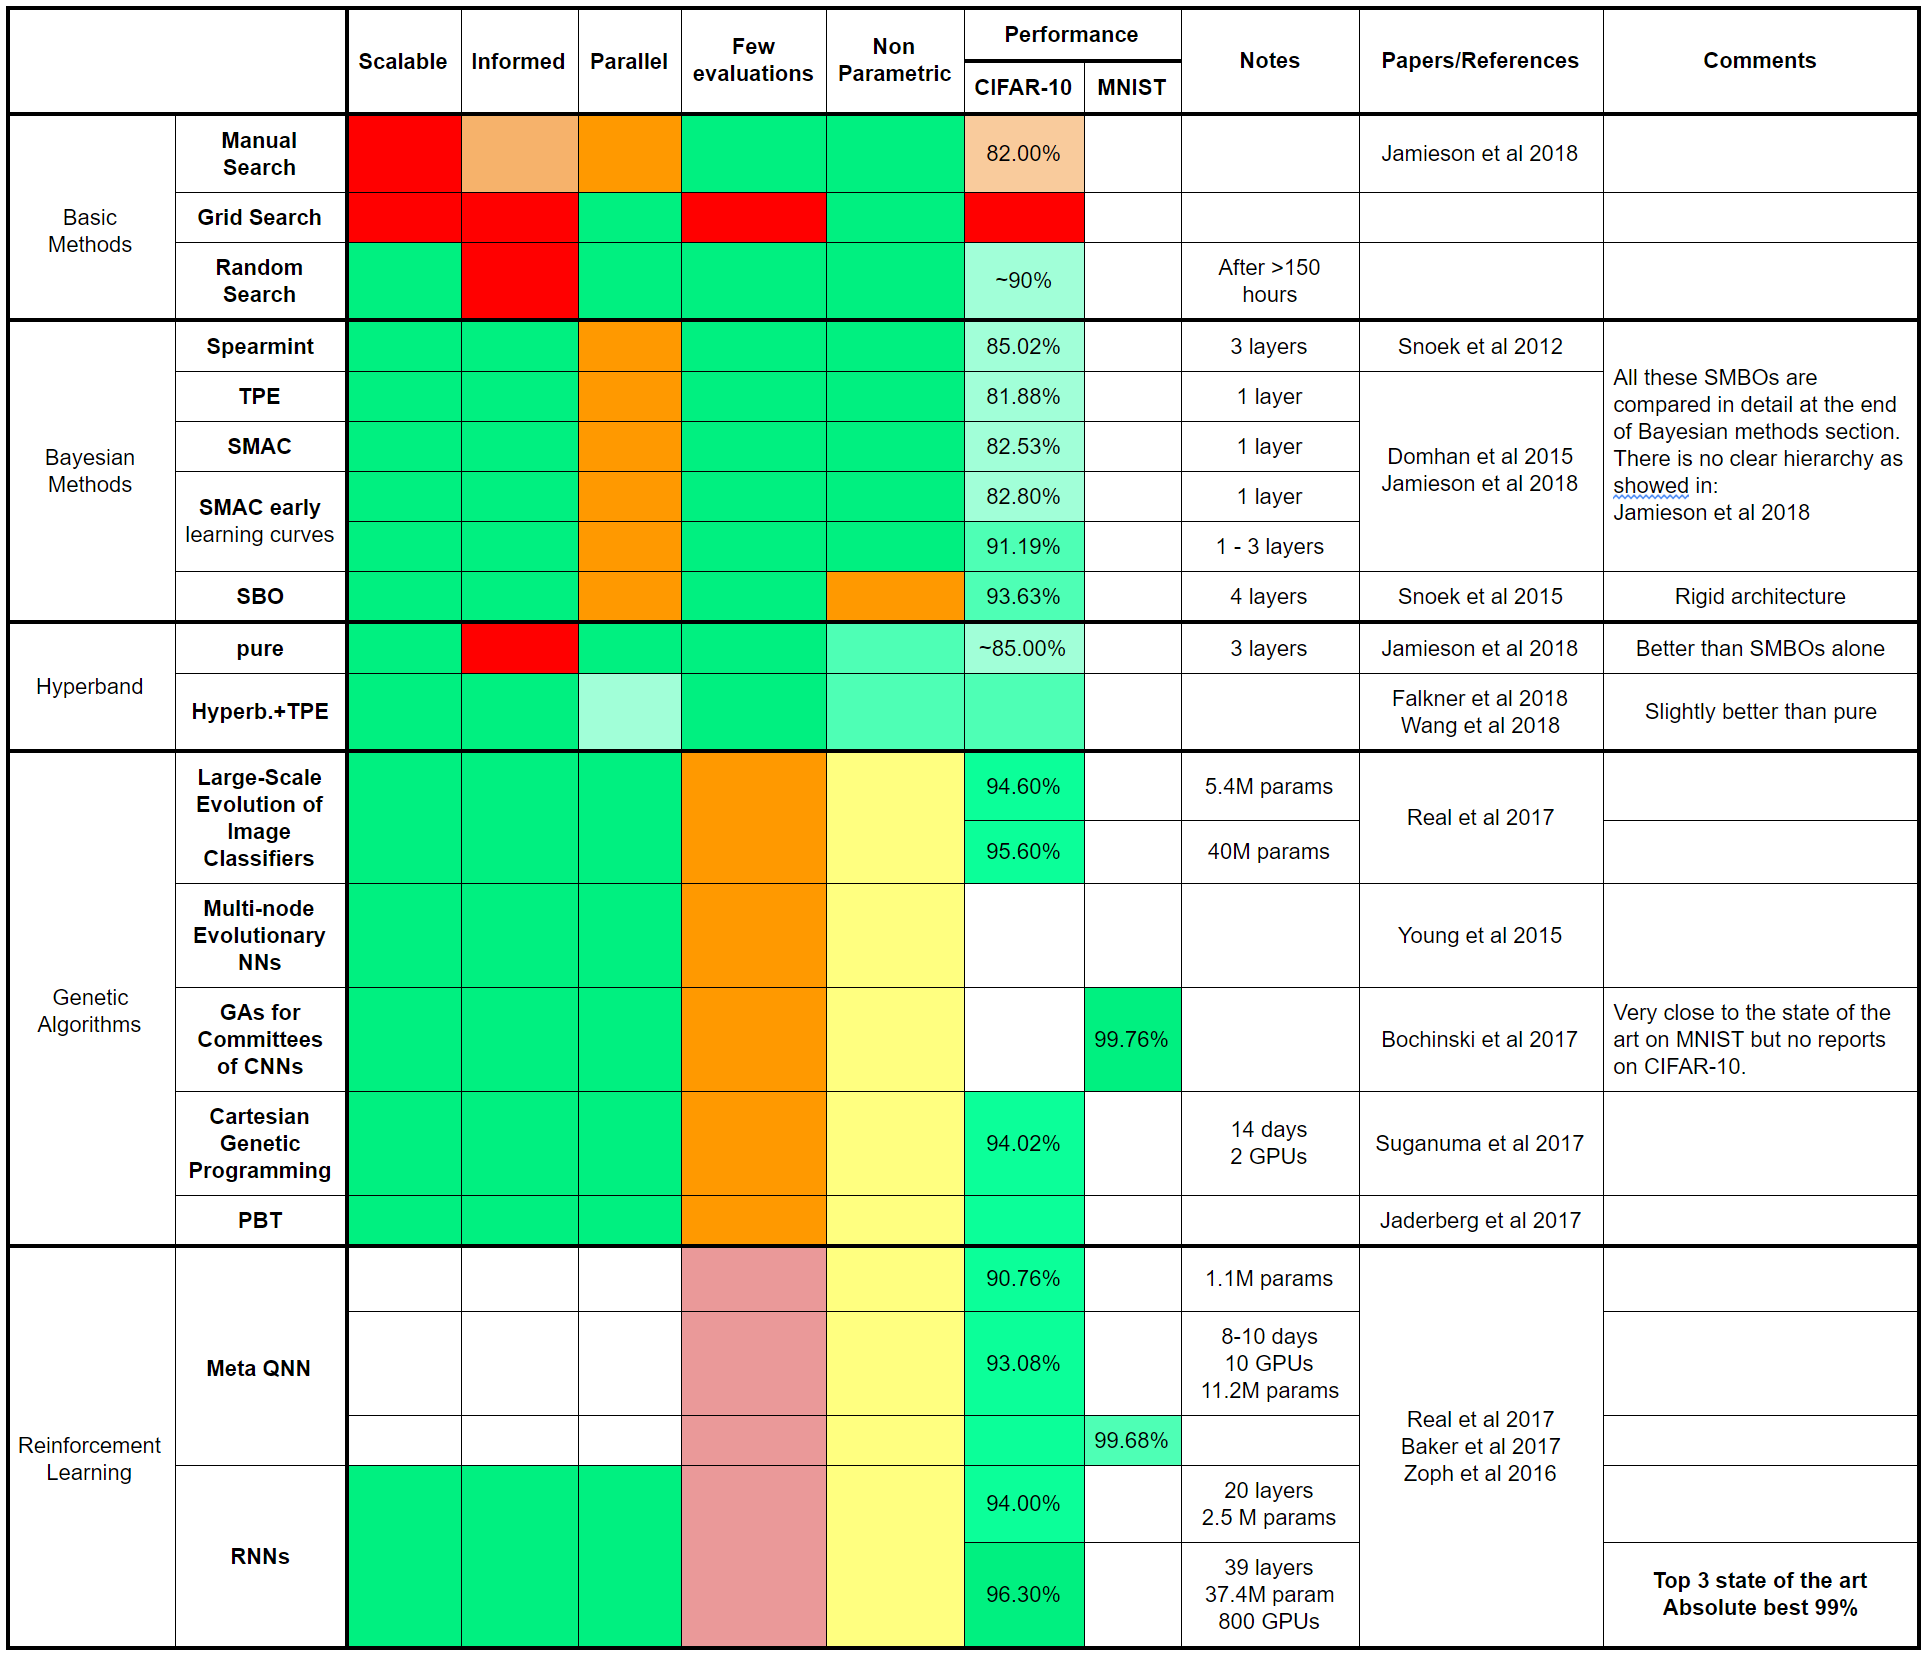 Scalable
Informed
Parallel
Few
evaluations
Non
Parametric
Performance
CIFAR-10
MNIST
Notes
Papers/References
Comments
Basic
Methods
Manual
Search
82.00%
Jamieson et al 2018
Grid Search
Random
Search
~90%
After >150
hours
Bayesian
Methods
Spearmint
85.02%
3 layers
Snoek et al 2012
All these SMBOs are
compared in detail at the end
of Bayesian methods section.
There is no clear hierarchy as
showed in:
Jamieson et al 2018
TPE
81.88%
1 layer
Domhan et al 2015
Jamieson et al 2018
SMAC
82.53%
1 layer
SMAC early
learning curves
82.80%
1 layer
91.19%
1 - 3 layers
SBO
93.63%
4 layers
Snoek et al 2015
Rigid architecture
Hyperband
pure
~85.00%
3 layers
Jamieson et al 2018
Better than SMBOs alone
Hyperb.+TPE
Falkner et al 2018
Wang et al 2018
Slightly better than pure
Genetic
Algorithms
Large-Scale
Evolution of
Image
Classifiers
94.60%
5.4M params
Real et al 2017
95.60%
40M params
Multi-node
Evolutionary
NNs
Young et al 2015
GAs for
Committees
of CNNs
99.76%
Bochinski et al 2017
Very close to the state of the
art on MNIST but no reports
on CIFAR-10.
Cartesian
Genetic
Programming
94.02%
14 days
2 GPUs
Suganuma et al 2017
PBT
Jaderberg et al 2017
Reinforcement
Learning
Meta QNN
90.76%
1.1M params
93.08%
8-10 days
10 GPUs
11.2M params
99.68%
Real et al 2017
Baker et al 2017
Zoph et al 2016
RNNs
94.00%
20 layers
2.5 M params
96.30%
39 layers
37.4M param
800 GPUs
Top 3 state of the art
Absolute best 99%